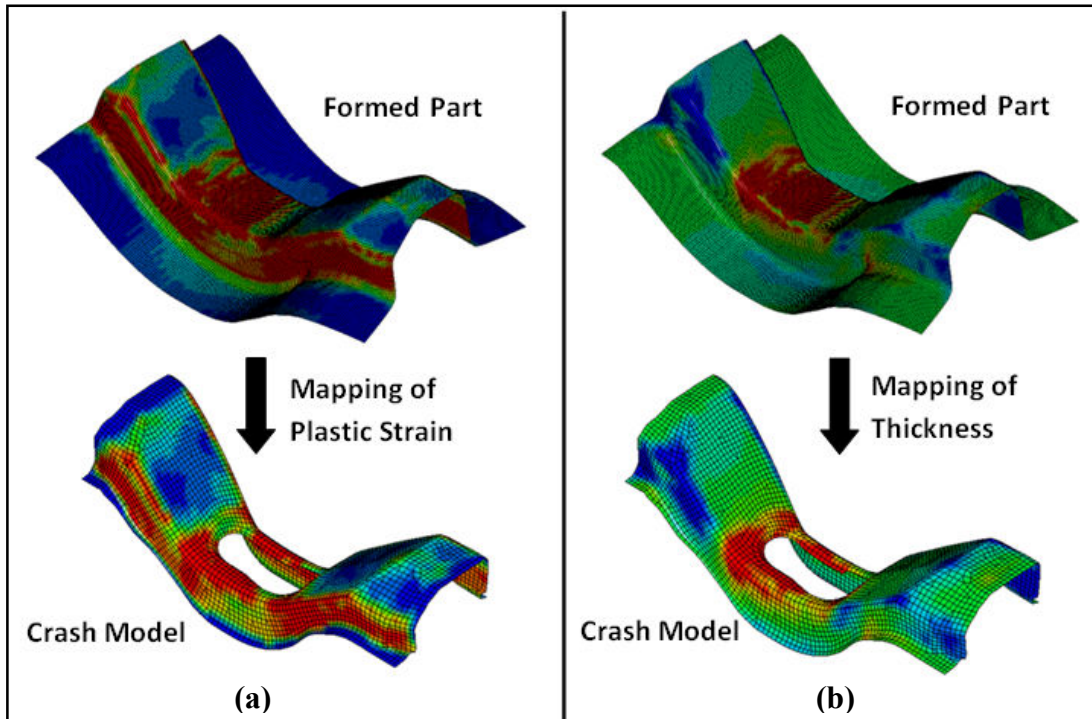 Formed Part
Mapping of
Plastic Strain
Crash Model
(a)
Formed Part
Mapping of
Thickness
Crash Model
(b)